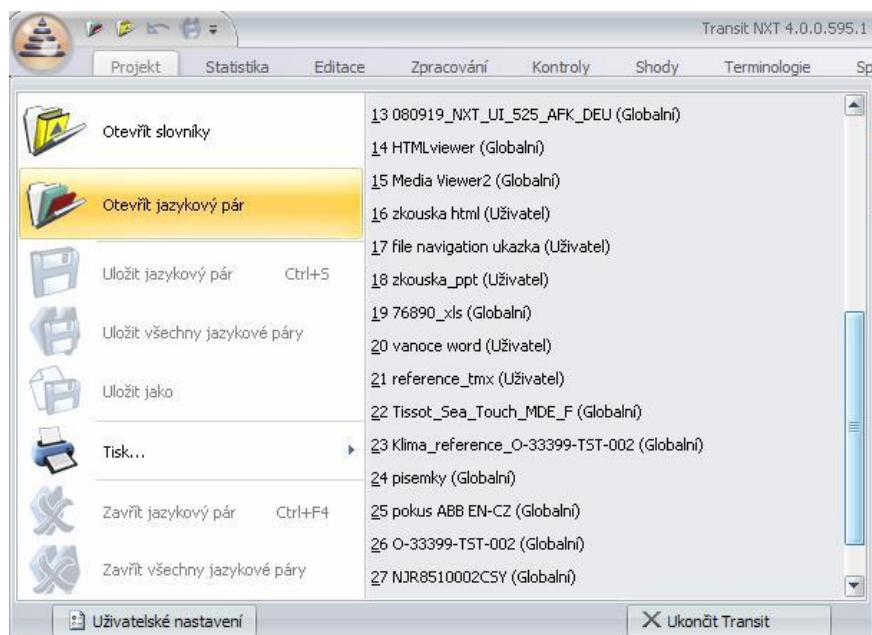 Transit NXT 4.0.0.595.1
Projekt Statistika Editace Zpracování Kontroly Shody Terminologie Sp
Otevřít slovníky
Otevřít jazykový pár
Uložit jazykový pár Ctrl+S
Uložit všechny jazykové páry
Uložit jako
Tisk...
Zavřít jazykový pár Ctrl+F4
Zavřít všechny jazykové páry
13 080919_NXT_UI_525_AFK_DEU (Globalní)
14 HTMLviewer (Globalní)
15 Media Viewer2 (Globalní)
16 zkouska html (Uživatel)
17 file navigation ukazka (Uživatel)
18 zkouska_ppt (Uživatel)
19 76890_xls (Globalní)
20 vanoce word (Uživatel)
21 reference_tmx (Uživatel)
22 Tissot_Sea_Touch_MDE_F (Globalní)
23 Klima_reference_O-33399-TST-002 (Globalní)
24 pisemky (Globalní)
25 pokus ABB EN-CZ (Globalní)
26 O-33399-TST-002 (Globalní)
27 NJR8510002CSY (Globalní)
Uživatelské nastavení
Ukončit Transit